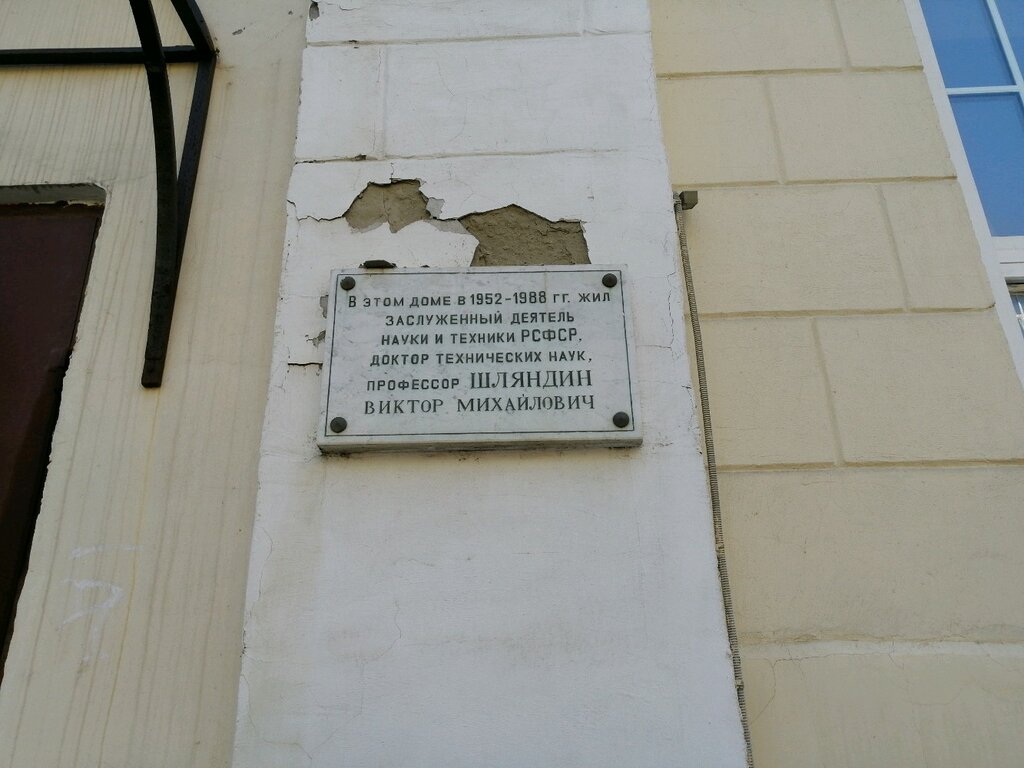 В ЭТОМ ДОМЕ В 1952-1988 ГГ. ЖИЛ
ЗАСЛУЖЕННЫЙ ДЕЯТЕЛЬ
НАУКИ И ТЕХНИКИ РСФСР,
ДОКТОР ТЕХНИЧЕСКИХ НАУК,
ПРОФЕССОР ШЛЯНДИН
ВИКТОР МИХАЙЛОВИЧ